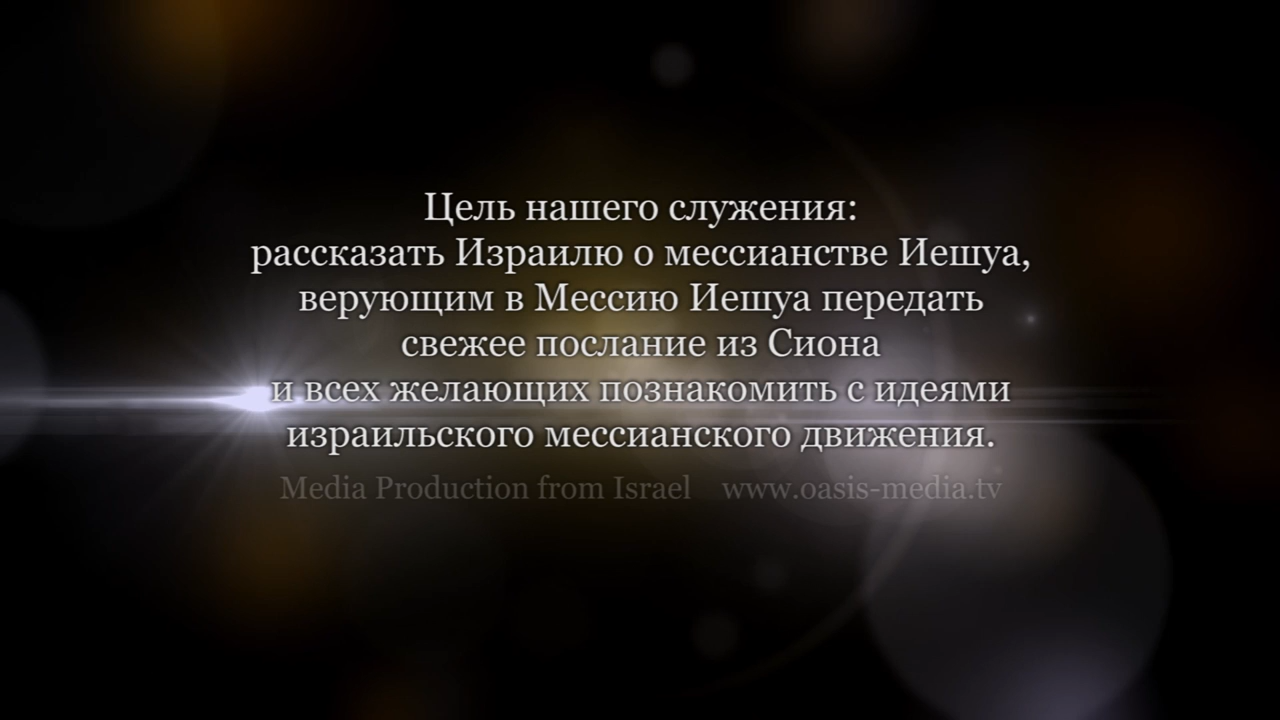 Цель нашего служения:
рассказать Израилю о мессианстве Иешуа,
верующим в Мессию Иешуа передать
свежее послание из Сиона
и всех желающих познакомить с идеями
израильского мессианского движения.
Media Production from Israel www.oasis-media.tv